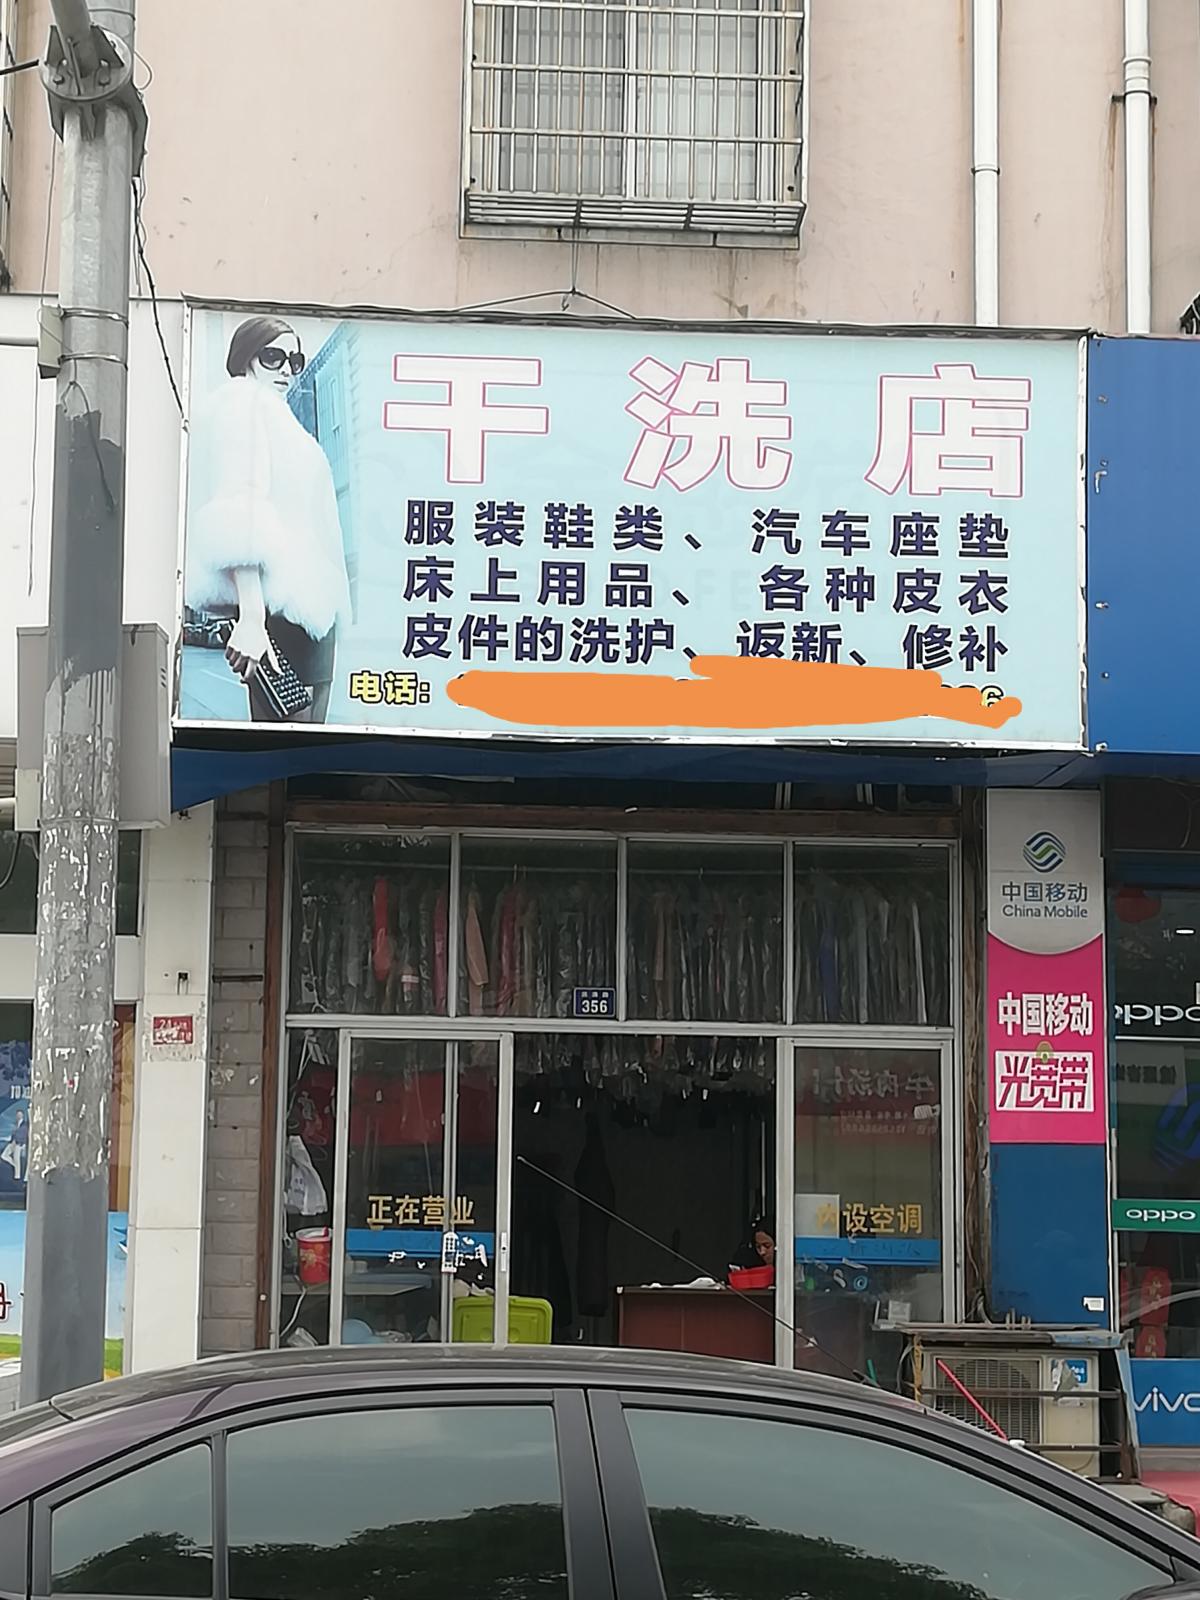 干洗店
服装鞋类、汽车座垫
床上用品、各种皮衣
皮件的洗护、返新、修补
电话:
中国移动
China Mobile
中国移动
光宽带
356
oppo
正在营业
内设空调
oppo
vivo